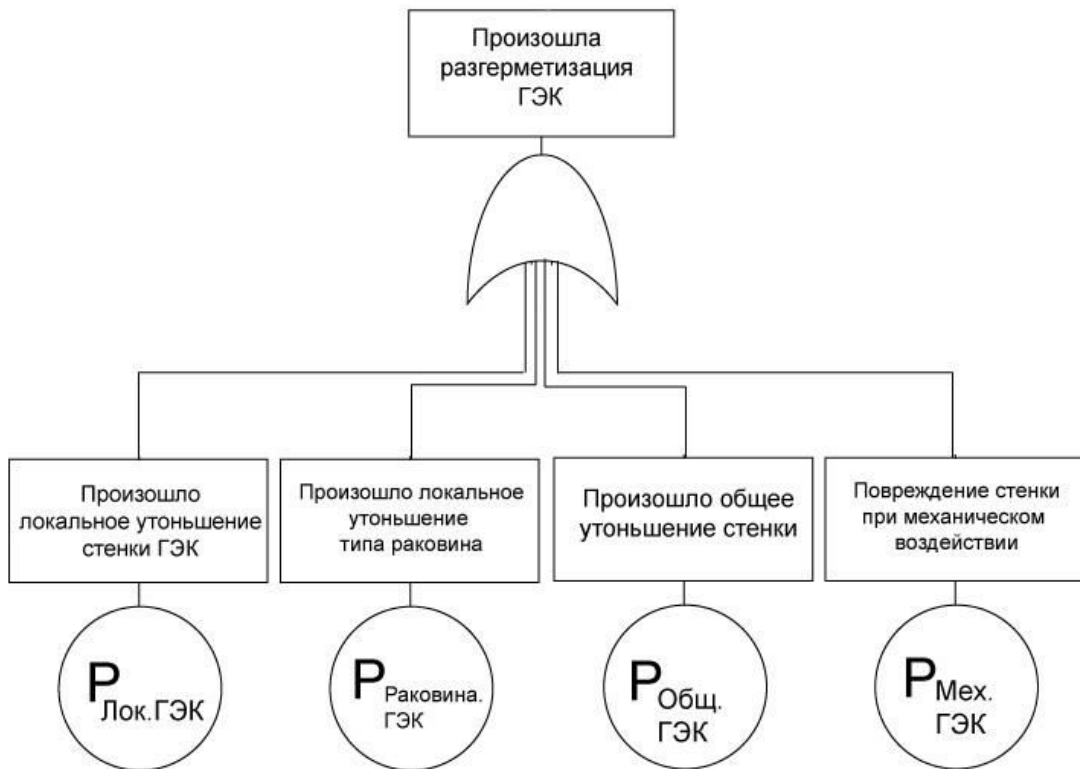 Произошла
разгерметизация
ГЭК
Произошло
локальное утоньшение
стенки ГЭК
Произошло локальное
утоньшение
типа раковина
Произошло общее
утоньшение стенки
Повреждение стенки
при механическом
воздействии
P Лок.ГЭК
P Раковина.
ГЭК
P Общ.
ГЭК
P Мех.
ГЭК